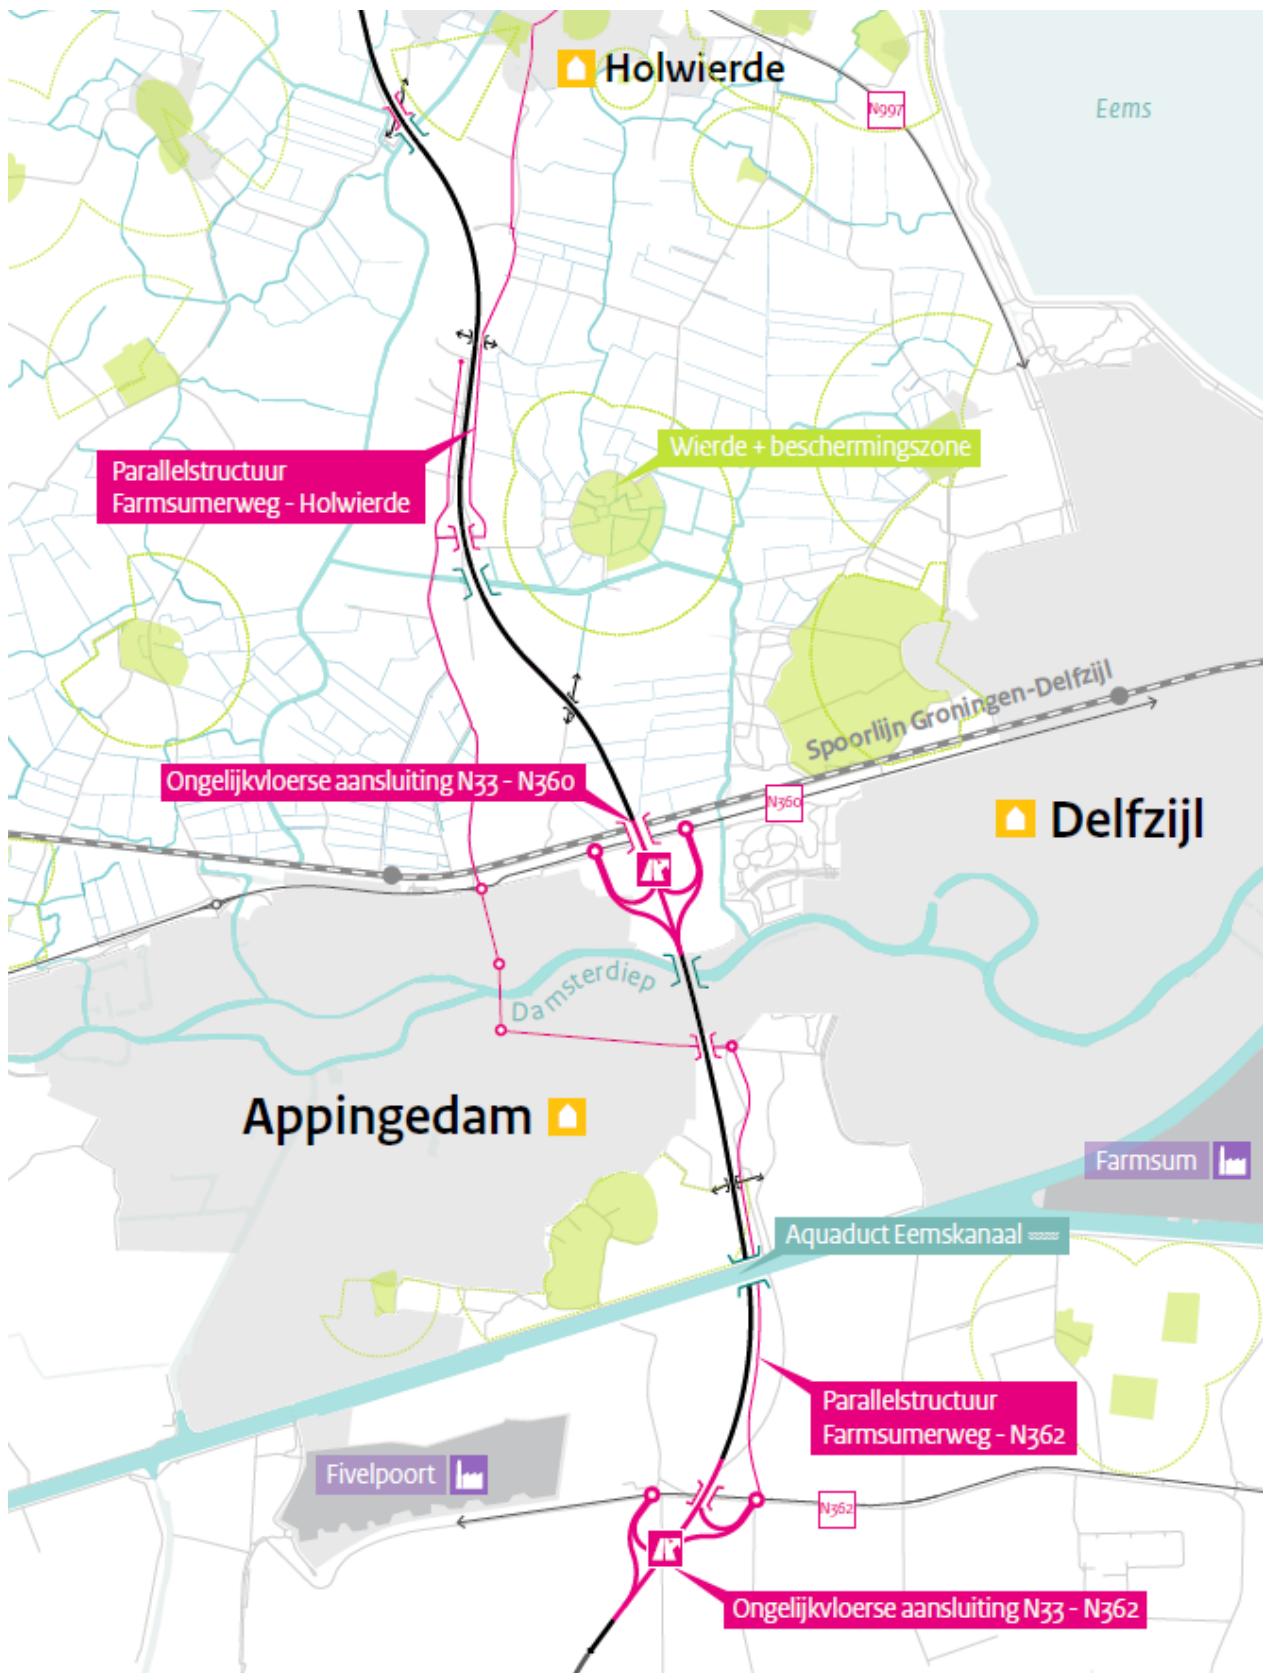 Holwierde
N997
Eems
Wierde + beschermingszone
Parallelstructuur
Farmsumerweg - Holwierde
Spoorlijn Groningen-Delfzijl
Ongelijkvloerse aansluiting N33 - N360
N360
Delfzijl
Damsterdiep
Appingedam
Farmsum
Aquaduct Eemskanaal
Parallelstructuur
Farmsumerweg - N362
Fivelpoort
N362
Ongelijkvloerse aansluiting N33 - N362